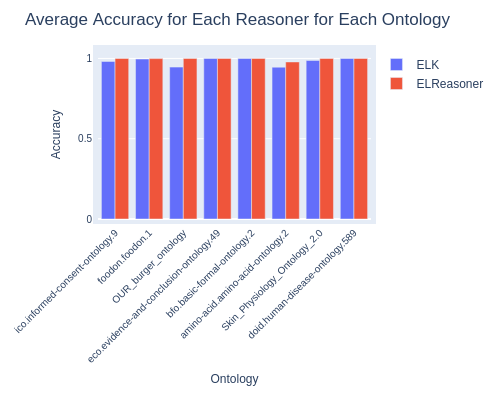 Average Accuracy for Each Reasoner for Each Ontology
ELK
ELReasoner
Accuracy
1
0.5
0
ico.informed-consent-ontology.9
foodon.foodon.1
OUR_burger_ontology
eco.evidence-and-conclusion-ontology.49
bfo.basic-formal-ontology.2
amino-acid.amino-acid-ontology.2
Skin_Physiology_Ontology_2.0
doid.human-disease-ontology.589
Ontology